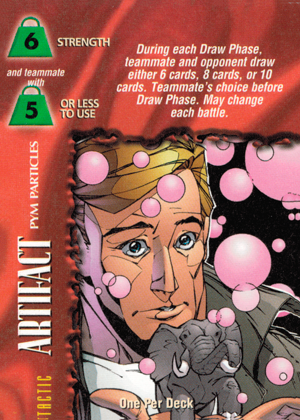 6 STRENGTH
and teammate
with
5 OR LESS
TO USE
During each Draw Phase,
teammate and opponent draw
either 6 cards, 8 cards, or 10
cards. Teammate's choice before
Draw Phase. May change
each battle.
TACTIC
ARTIFACT
PYM PARTICLES
One Per Deck